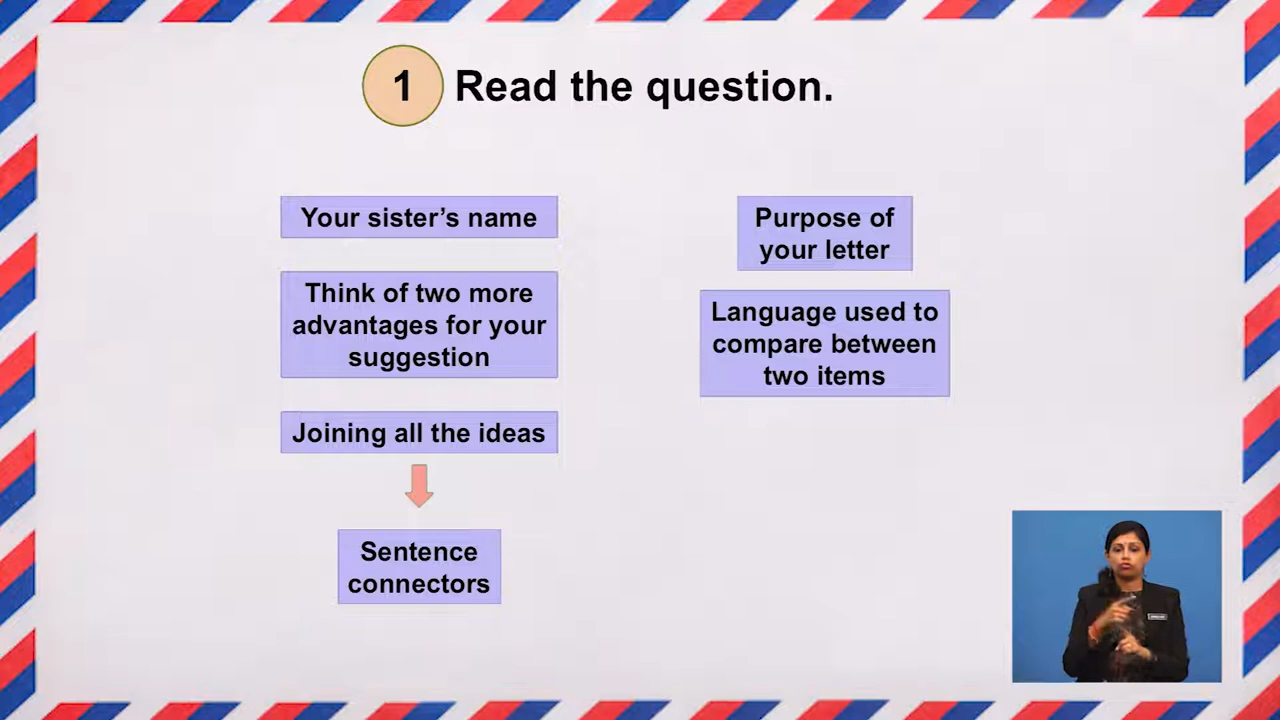 1 Read the question.
Your sister’s name
Think of two more
advantages for your
suggestion
Joining all the ideas
Sentence
connectors
Purpose of
your letter
Language used to
compare between
two items